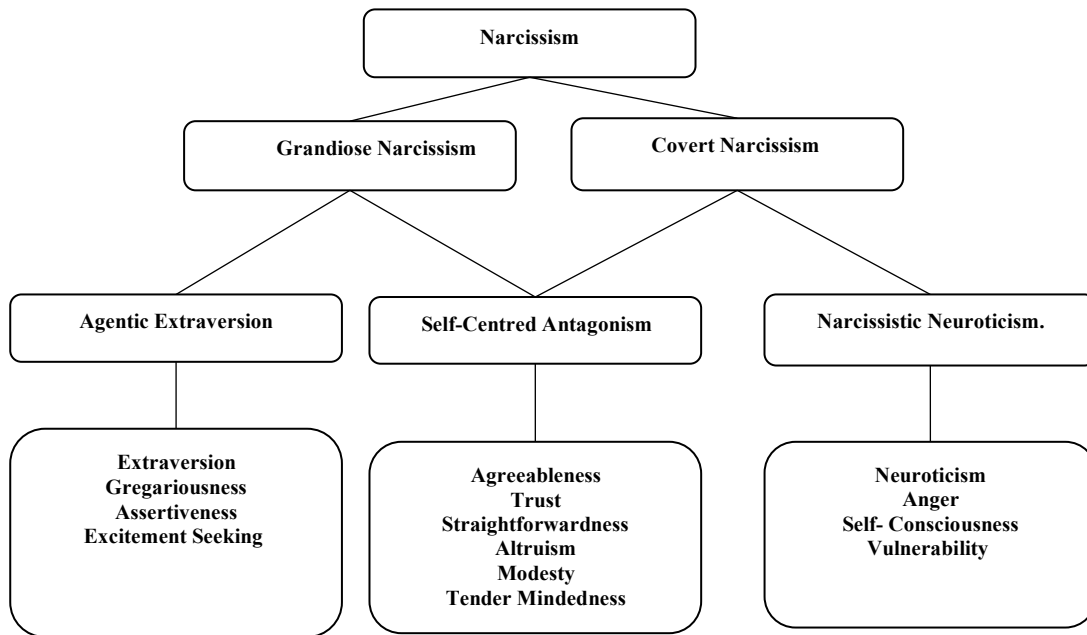 Narcissism
Grandiose Narcissism
Covert Narcissism
Agentic Extraversion
Self-Centred Antagonism
Narcissistic Neuroticism.
Extraversion
Gregariousness
Assertiveness
Excitement Seeking
Agreeableness
Trust
Straightforwardness
Altruism
Modesty
Tender Mindedness
Neuroticism
Anger
Self- Consciousness
Vulnerability